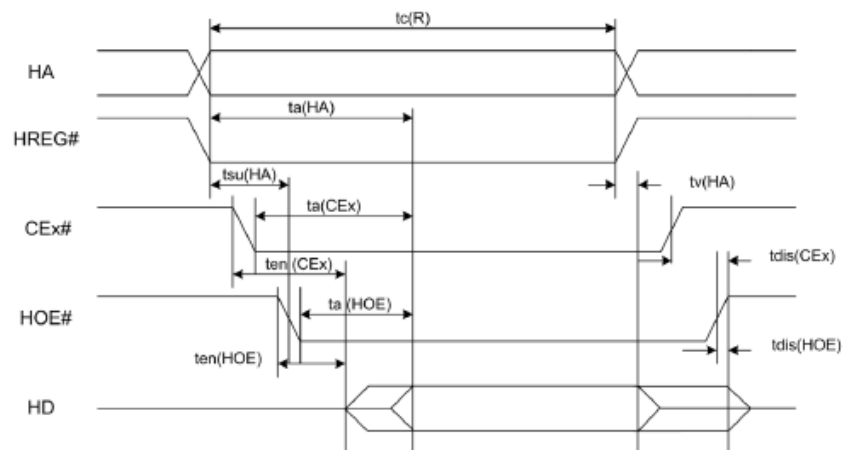 tc(R)
HA
ta(HA)
HREG#
tsu(HA)
tv(HA)
ta(CEx)
CEx#
ten (CEx)
tdis(CEx)
ta (HOE)
HOE#
ten(HOE)
tdis(HOE)
HD